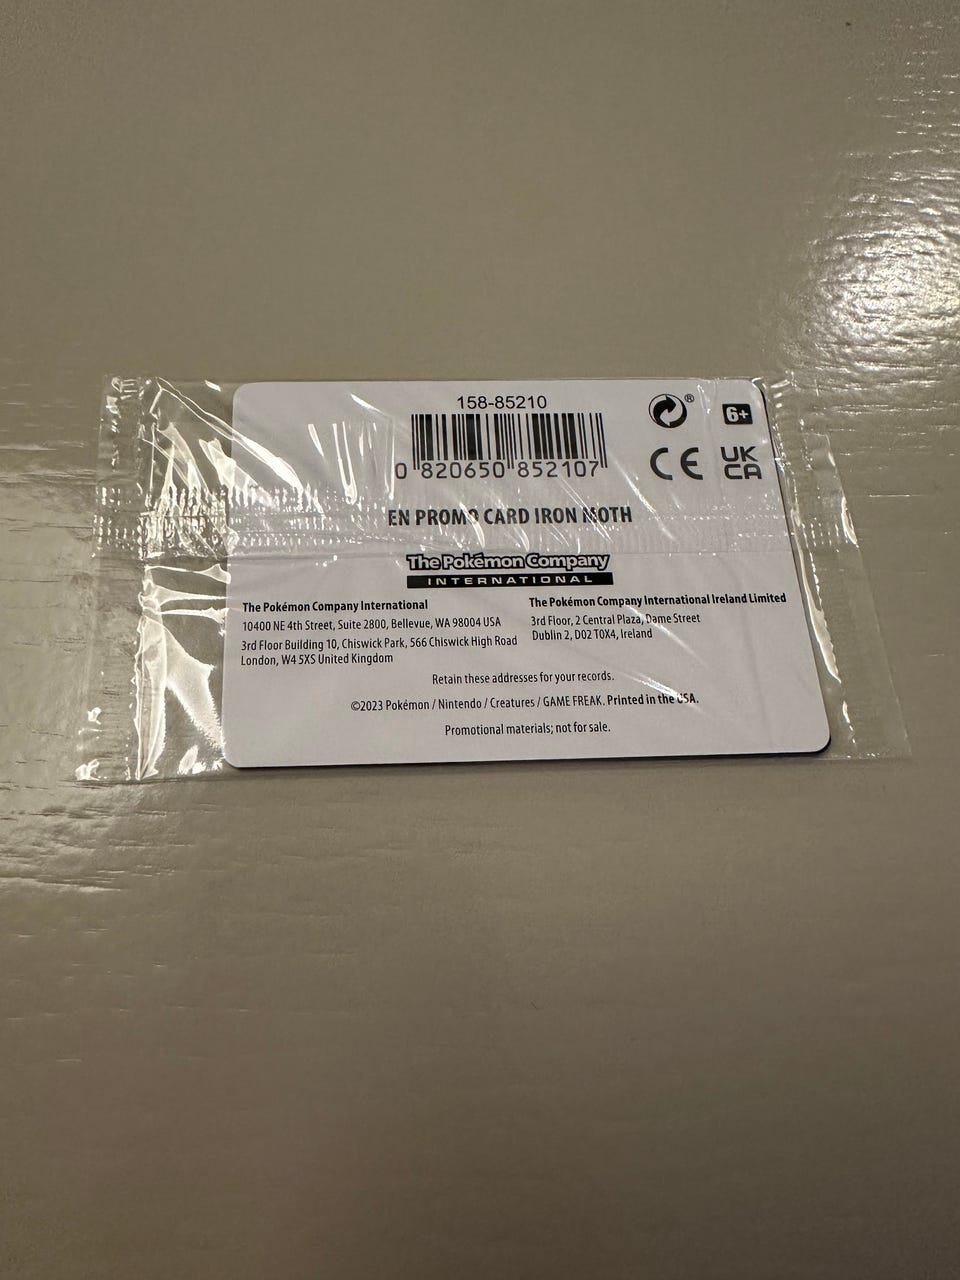 158-85210
0 820650 852107
®
6+
CE
UK
CA
EN PROMO CARD IRON MOTH
The Pokémon Company
INTERNATIONAL
The Pokémon Company International
10400 NE 4th Street, Suite 2800, Bellevue, WA 98004 USA
3rd Floor Building 10, Chiswick Park, 566 Chiswick High Road
London, W4 5XS United Kingdom
The Pokémon Company International Ireland Limited
3rd Floor, 2 Central Plaza, Dame Street
Dublin 2, D02 T0X4, Ireland
Retain these addresses for your records.
©2023 Pokémon / Nintendo / Creatures / GAME FREAK. Printed in the USA.
Promotional materials; not for sale.